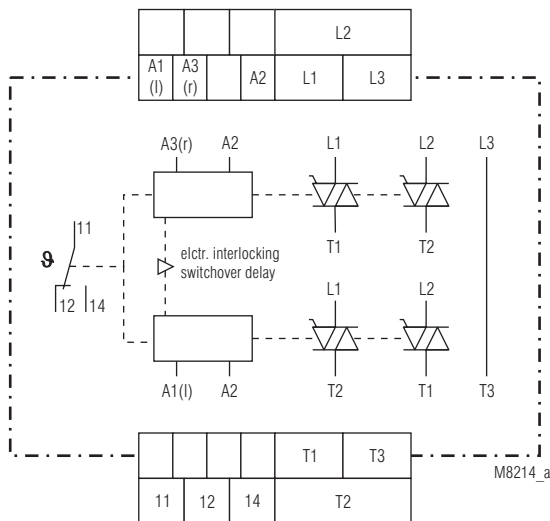 L2
A1 A3
(l) (r) A2 L1 L3
A3(r) A2 L1 L2 L3
T1 T2
11
ϑ
elctr. interlocking
switchover delay
12 14
L1 L2
A1(l) A2 T2 T1 T3
T1 T3
M8214_a
11 12 14 T2